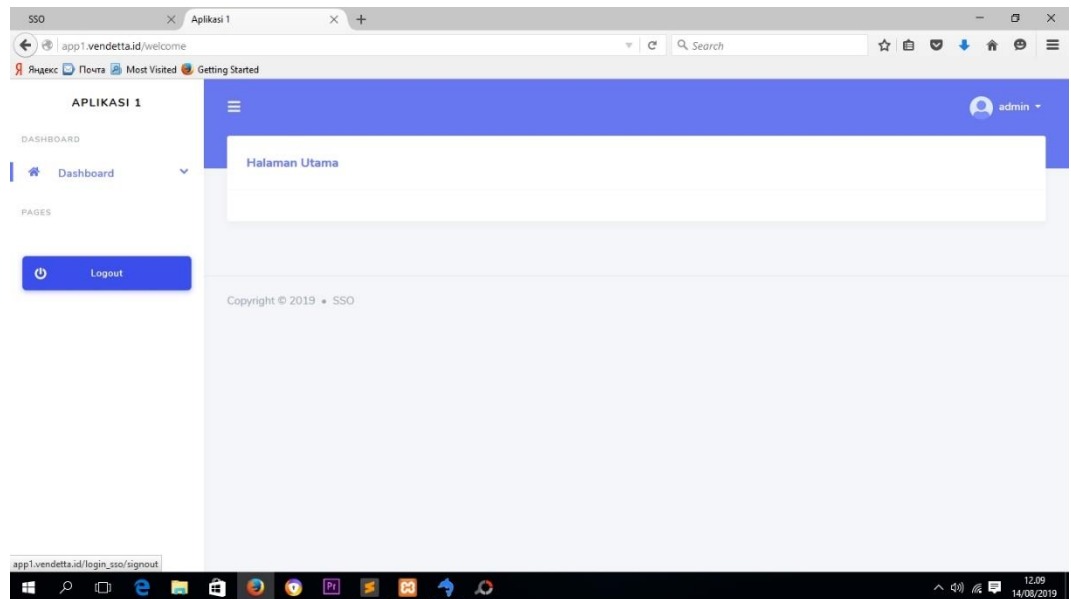 SSO
Aplikasi 1
app1.vendetta.id/welcome
Search
Яндекс Почта Most Visited Getting Started
APLIKASI 1
admin
DASHBOARD
Halaman Utama
Dashboard
PAGES
Logout
Copyright © 2019 • SSO
app1.vendetta.id/login_sso/signout
Pr
12.09
14/08/2019